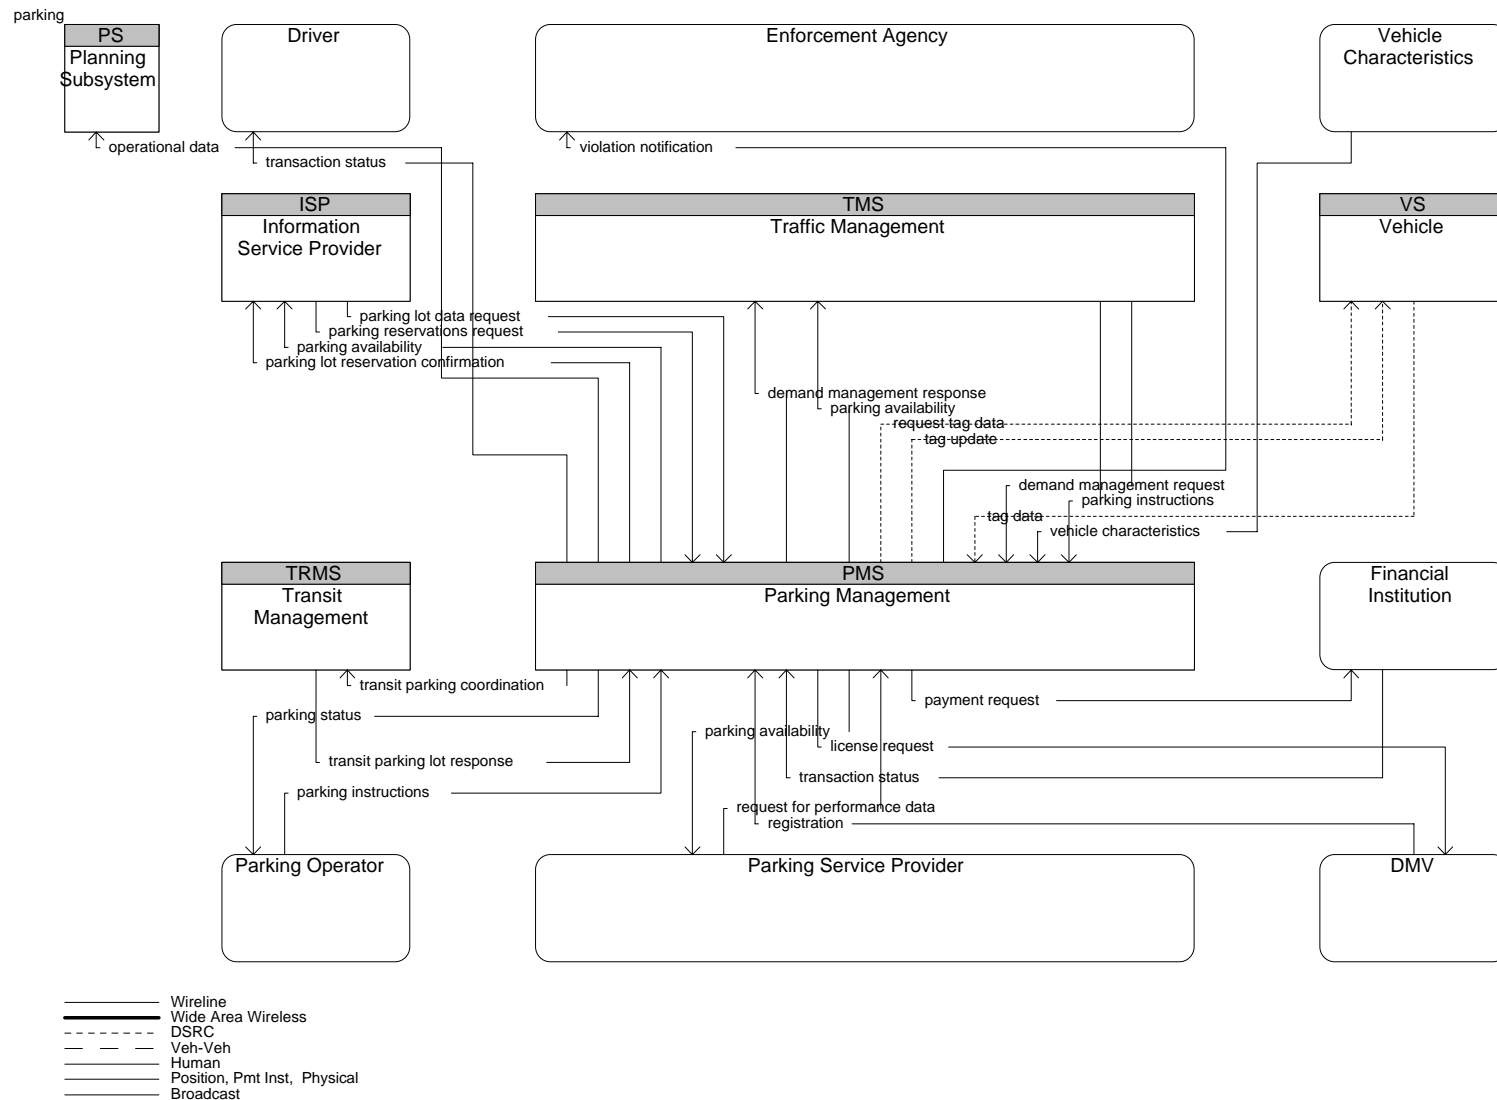 parking
PS
Planning
Subsystem
Driver
Enforcement Agency
Vehicle
Characteristics
operational data
transaction status
violation notification
ISP
Information
Service Provider
TMS
Traffic Management
VS
Vehicle
parking lot data request
parking reservations request
parking availability
parking lot reservation confirmation
demand management response
parking availability
request tag data
tag update
demand management request
parking instructions
tag data
vehicle characteristics
TRMS
Transit
Management
PMS
Parking Management
Financial
Institution
transit parking coordination
payment request
parking status
parking availability
license request
transit parking lot response
transaction status
parking instructions
request for performance data
registration
Parking Operator
Parking Service Provider
DMV
Wireline
Wide Area Wireless
DSRC
Veh-Veh
Human
Position, Pmt Inst, Physical
Broadcast